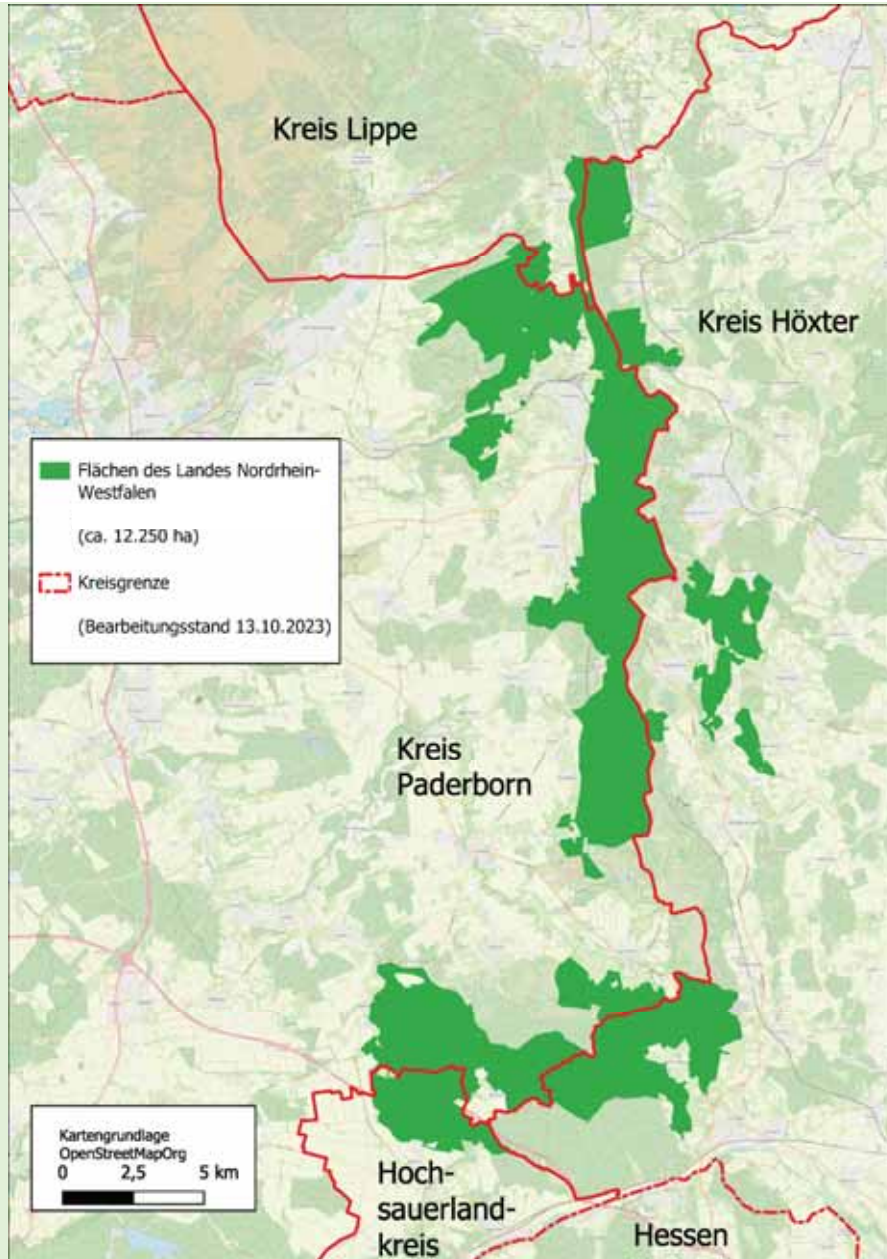 Kreis Lippe
Kreis Höxter
Flächen des Landes Nordrhein-
Westfalen
(ca. 12.250 ha)
Kreisgrenze
(Bearbeitungsstand 13.10.2023)
Kreis
Paderborn
Kartengrundlage
OpenStreetMapOrg
0 2,5 5 km
Hoch-
sauerland-
kreis
Hessen